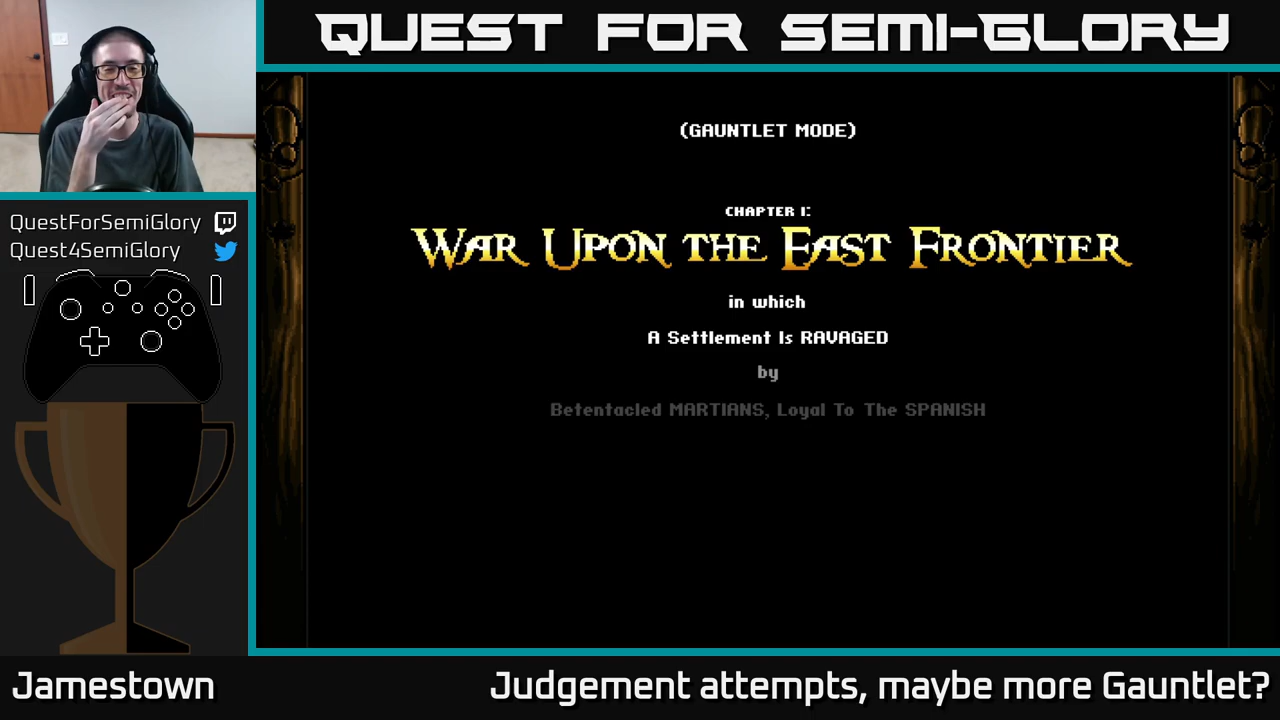 QUEST FOR SEMI-GLORY
QuestForSemiGlory
Quest4SemiGlory
(GAUNTLET MODE)
CHAPTER I:
WAR UPON THE EAST FRONTIER
in which
A Settlement Is RAVAGED
by
Betentacled MARTIANS, Loyal To The SPANISH
Jamestown
Judgement attempts, maybe more Gauntlet?